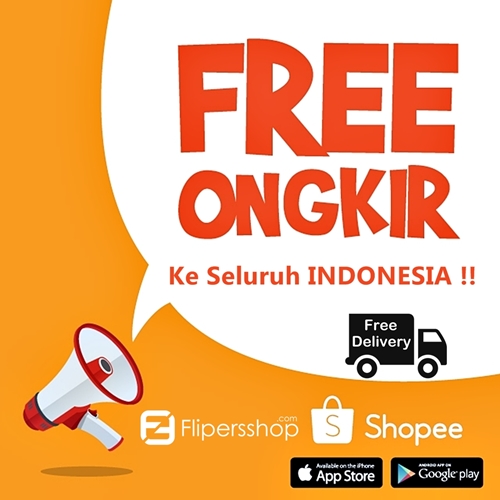 FREE
ONGKIR
Ke Seluruh INDONESIA !!
Free
Delivery
Flipersshop
.com
S Shopee
Available on the iPhone
App Store
ANDROID APP ON
Google play